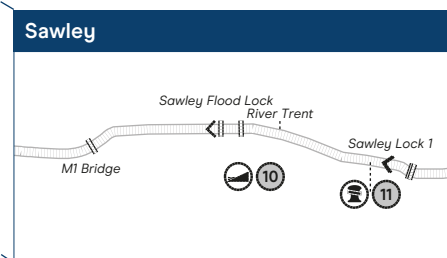 Sawley
Sawley Flood Lock
River Trent
Sawley Lock 1
M1 Bridge
10
11